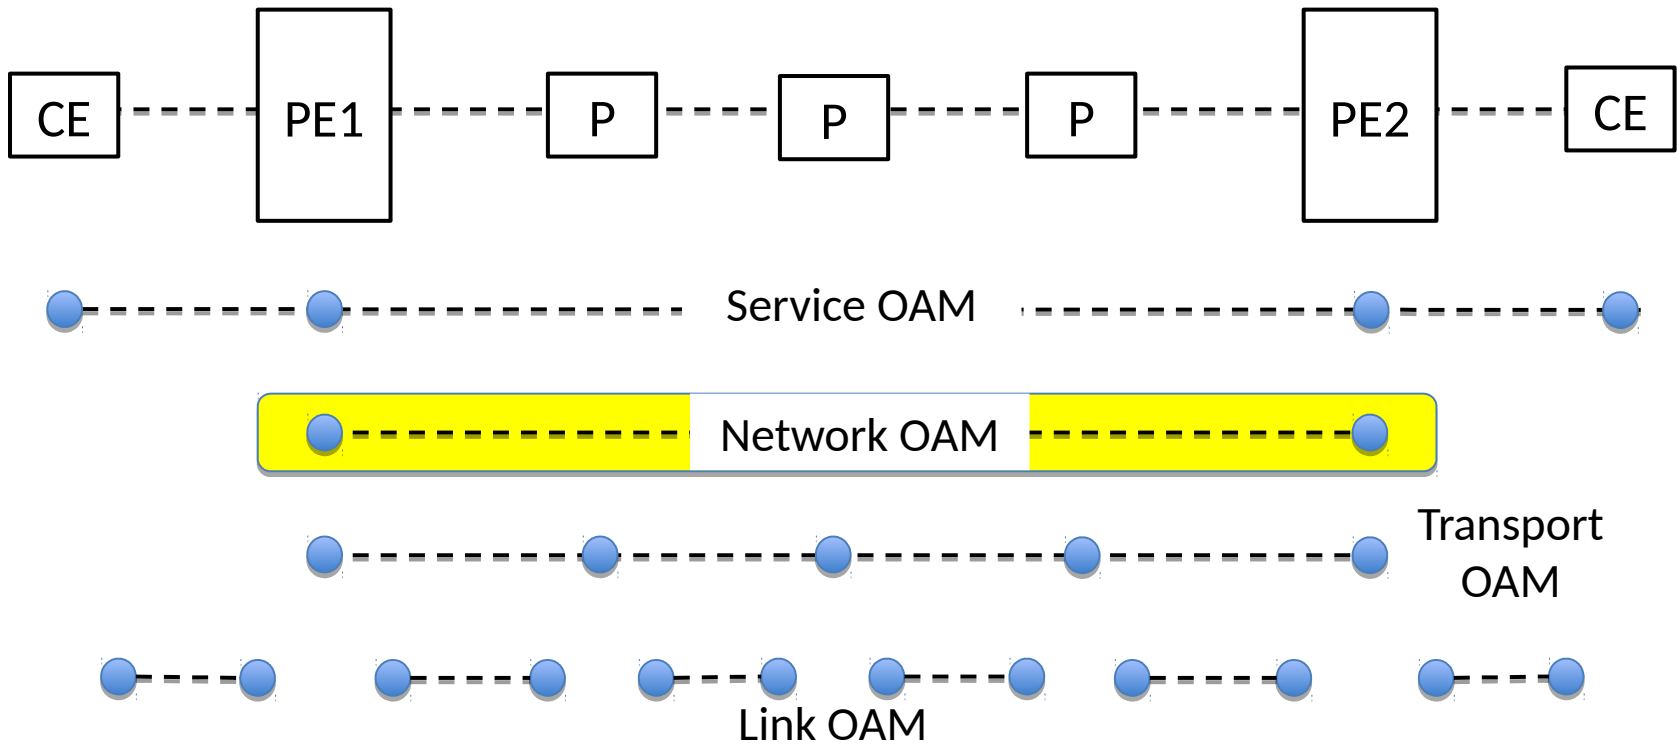 CE
PE1
P
P
P
PE2
CE
Service OAM
Network OAM
Transport
OAM
Link OAM